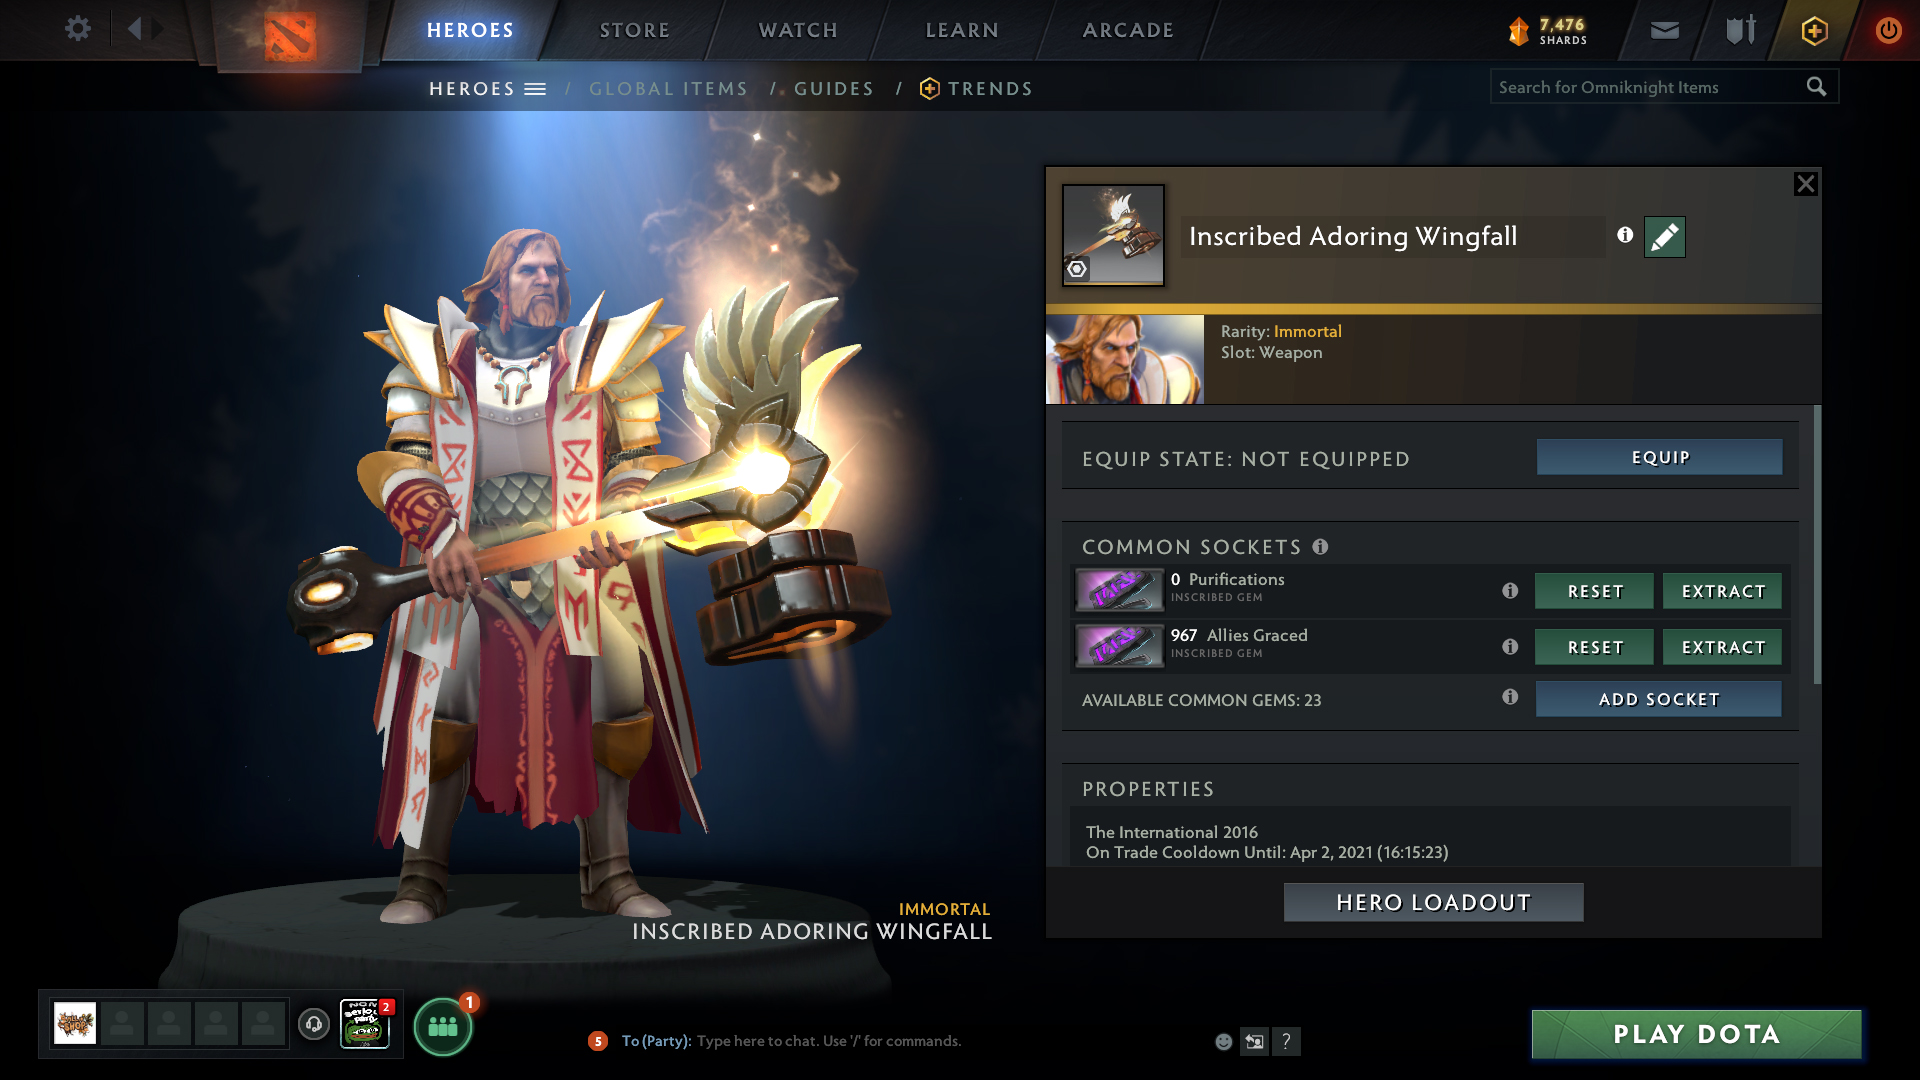 HEROES
STORE
WATCH
LEARN
ARCADE
7,476
SHARDS
HEROES / GLOBAL ITEMS / GUIDES / TRENDS
Search for Omniknight Items
Inscribed Adoring Wingfall
Rarity: Immortal
Slot: Weapon
EQUIP STATE: NOT EQUIPPED
EQUIP
COMMON SOCKETS
0 Purifications
INSCRIBED GEM
RESET
EXTRACT
967 Allies Graced
INSCRIBED GEM
RESET
EXTRACT
AVAILABLE COMMON GEMS: 23
ADD SOCKET
PROPERTIES
The International 2016
On Trade Cooldown Until: Apr 2, 2021 (16:15:23)
HERO LOADOUT
IMMORTAL
INSCRIBED ADORING WINGFALL
2
1
5
To (Party): Type here to chat. Use '/' for commands.
?
PLAY DOTA